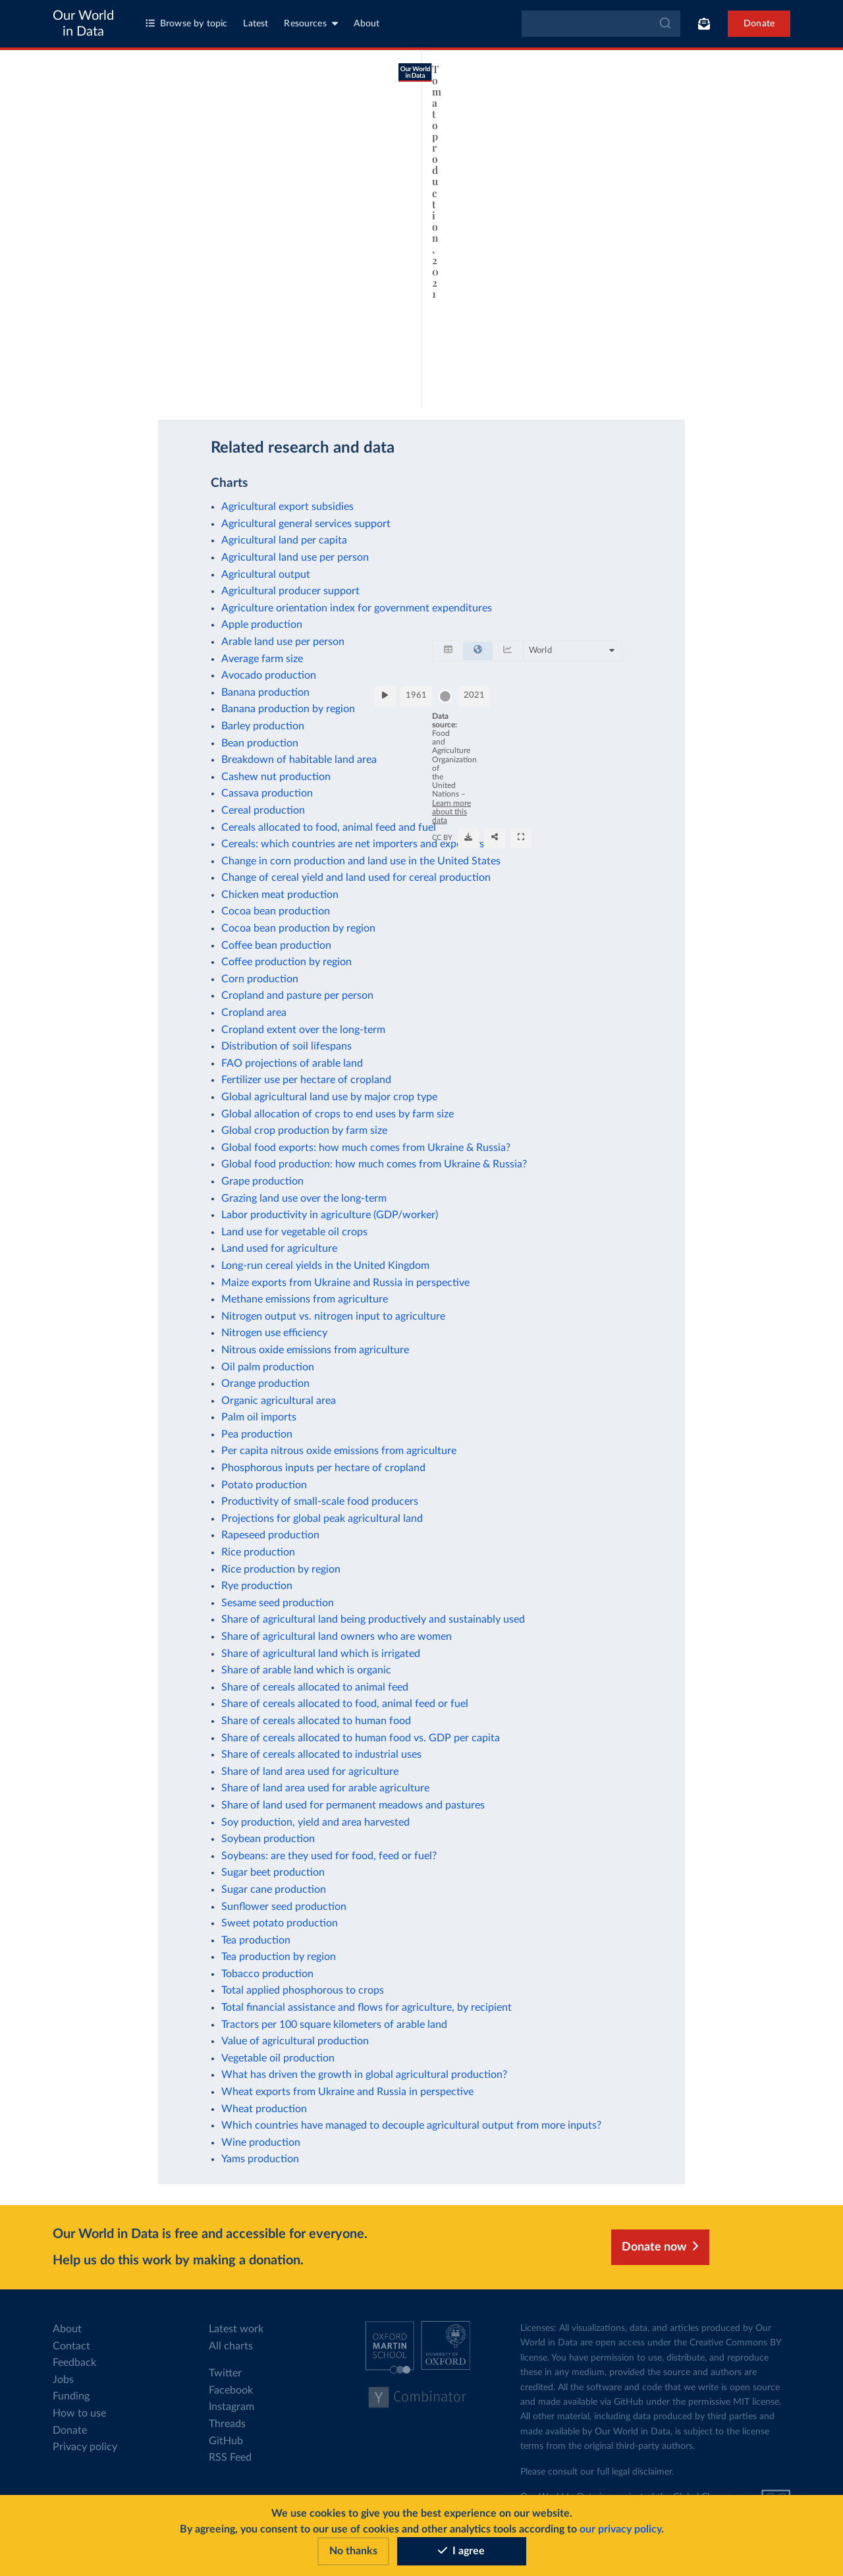 Our World
in Data
Browse by topic
Latest
Resources
About
Donate
Our World
in Data
Tomato production, 2021
Related research and data
Charts
Agricultural export subsidies
Agricultural general services support
Agricultural land per capita
Agricultural land use per person
Agricultural output
Agricultural producer support
Agriculture orientation index for government expenditures
Apple production
Arable land use per person
Average farm size
Avocado production
Banana production
Banana production by region
Barley production
Bean production
Breakdown of habitable land area
Cashew nut production
Cassava production
Cereal production
Cereals allocated to food, animal feed and fuel
Cereals: which countries are net importers and
Change in corn production and land use in the United States
Change of cereal yield and land used for cereal production
Chicken meat production
Cocoa bean production
Cocoa bean production by region
Coffee bean production
Coffee production by region
Corn production
Cropland and pasture per person
Cropland area
Cropland extent over the long-term
Distribution of soil lifespans
FAO projections of arable land
Fertilizer use per hectare of cropland
Global agricultural land use by major crop type
Global allocation of crops to end uses by farm size
Global crop production by farm size
Global food exports: how much comes from Ukraine & Russia?
Global food production: how much comes from Ukraine & Russia?
Grape production
Grazing land use over the long-term
Labor productivity in agriculture (GDP/worker)
Land use for vegetable oil crops
Land used for agriculture
Long-run cereal yields in the United Kingdom
Maize exports from Ukraine and Russia in perspective
Methane emissions from agriculture
Nitrogen output vs. nitrogen input to agriculture
Nitrogen use efficiency
Nitrous oxide emissions from agriculture
Oil palm production
Orange production
Organic agricultural area
Palm oil imports
Pea production
Per capita nitrous oxide emissions from agriculture
Phosphorous inputs per hectare of cropland
Potato production
Productivity of small-scale food producers
Projections for global peak agricultural land
Rapeseed production
Rice production
Rice production by region
Rye production
Sesame seed production
Share of agricultural land being productively and sustainably used
Share of agricultural land owners who are women
Share of agricultural land which is irrigated
Share of arable land which is organic
Share of cereals allocated to animal feed
Share of cereals allocated to food, animal feed or fuel
Share of cereals allocated to human food
Share of cereals allocated to human food vs. GDP per capita
Share of cereals allocated to industrial uses
Share of land area used for agriculture
Share of land area used for arable agriculture
Share of land used for permanent meadows and pastures
Soy production, yield and area harvested
Soybean production
Soybeans: are they used for food, feed or fuel?
Sugar beet production
Sugar cane production
Sunflower seed production
Sweet potato production
Tea production
Tea production by region
Tobacco production
Total applied phosphorous to crops
Total financial assistance and flows for agriculture, by recipient
Tractors per 100 square kilometers of arable land
Value of agricultural production
Vegetable oil production
What has driven the growth in global agricultural production?
Wheat exports from Ukraine and Russia in perspective
Wheat production
Which countries have managed to decouple agricultural output from more inputs?
Wine production
Yams production
World
1961
2021
Data
source:
Food
and
Agriculture
Organization
of
the
United
Nations –
Learn more
about this
data
CC BY
Our World in Data is free and accessible for everyone.
Help us do this work by making a donation.
Donate now
About
Contact
Feedback
Jobs
Funding
How to use
Donate
Privacy policy
Latest work
All charts
Twitter
Facebook
Instagram
Threads
GitHub
RSS Feed
OXFORD
MARTIN
SCHOOL
UNIVERSITY OF
OXFORD
Y Combinator
Licenses: All visualizations, data, and articles produced by Our
World in Data are open access under the Creative Commons BY
license. You have permission to use, distribute, and reproduce
these in any medium, provided the source and authors are
credited. All the software and code that we write is open source
and made available via GitHub under the permissive MIT license.
All other material, including data produced by third parties and
made available by Our World in Data, is subject to the license
terms from the original third-party authors.
Please consult our full legal disclaimer.
We use cookies to give you the best experience on our website.
By agreeing, you consent to our use of cookies and other analytics tools according to our privacy policy.
No thanks
I agree